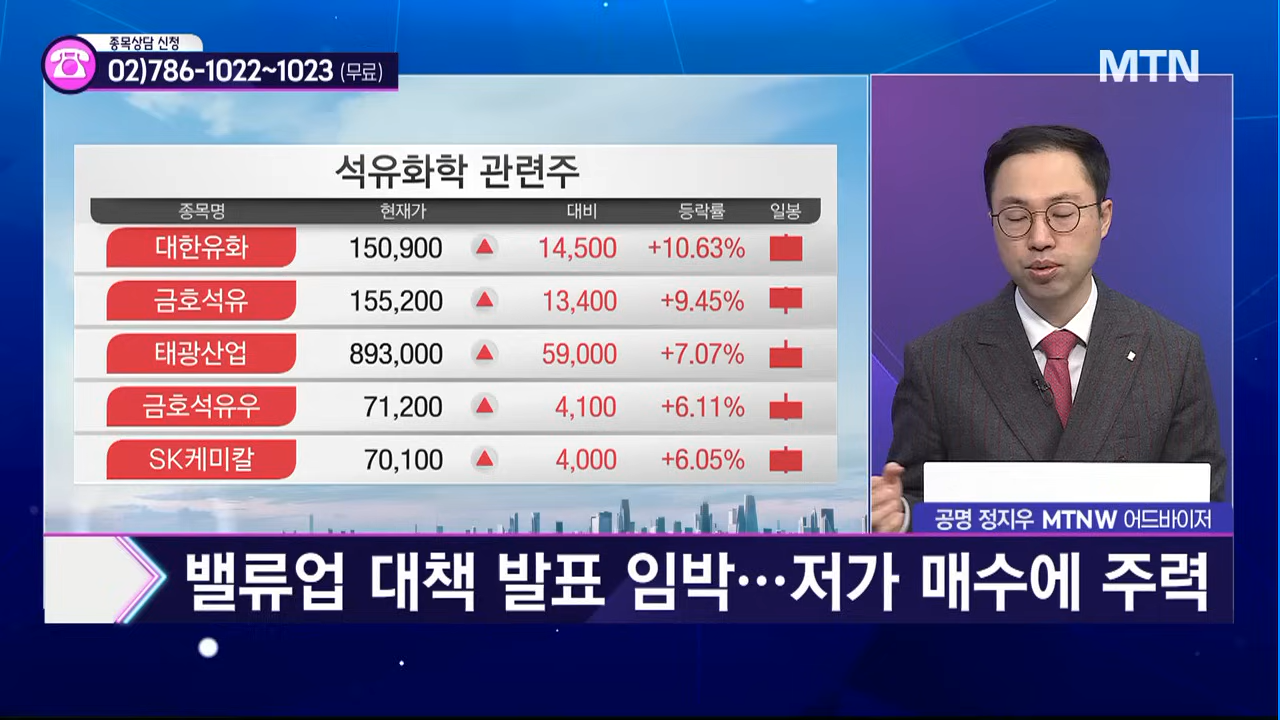 종목상담 신청
02)786-1022~1023 (무료)
MTN
석유화학 관련주
종목명 현재가 대비 등락률 일봉
대한유화 150,900 ▲ 14,500 +10.63%
금호석유 155,200 ▲ 13,400 +9.45%
태광산업 893,000 ▲ 59,000 +7.07%
금호석유우 71,200 ▲ 4,100 +6.11%
SK케미칼 70,100 ▲ 4,000 +6.05%
공명 정지우 MTNW 어드바이저
밸류업 대책 발표 임박…저가 매수에 주력